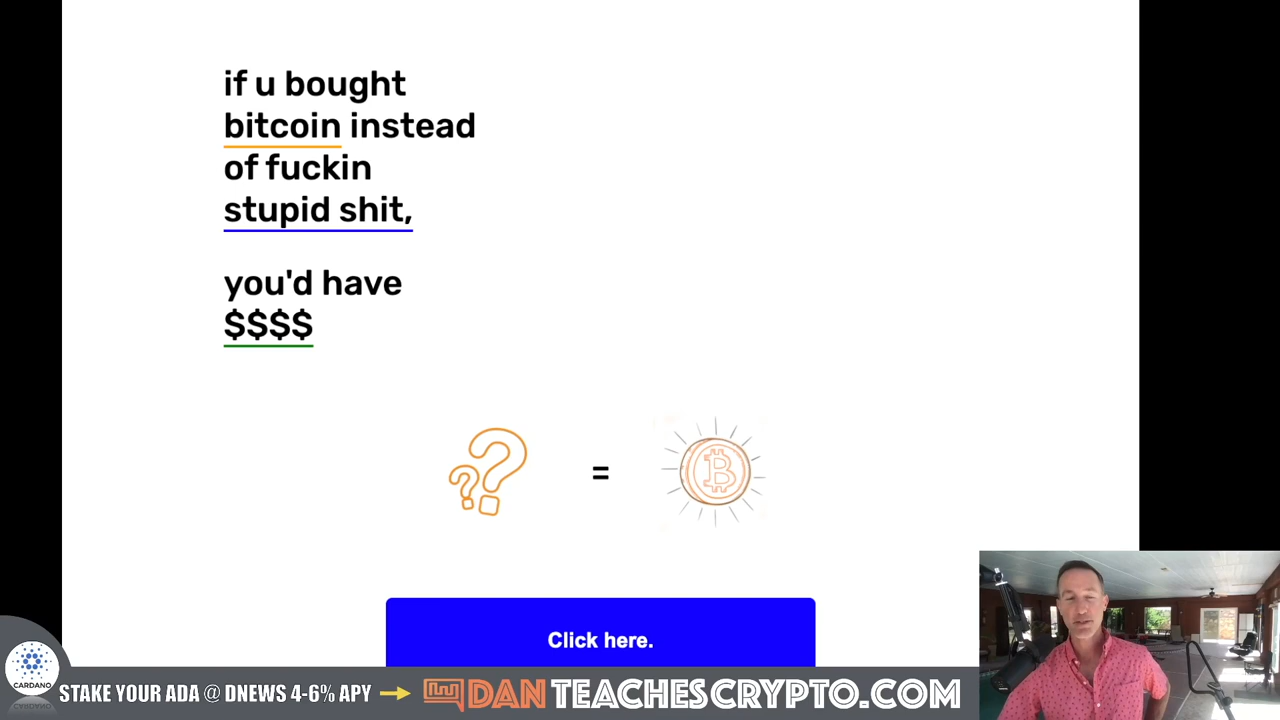 if u bought
bitcoin instead
of fuckin
stupid shit,
you'd have
$$$$
? ? = B
Click here.
CARDANO
STAKE YOUR ADA @ DNEWS 4-6% APY
DANTEACHESCRYPTO.COM